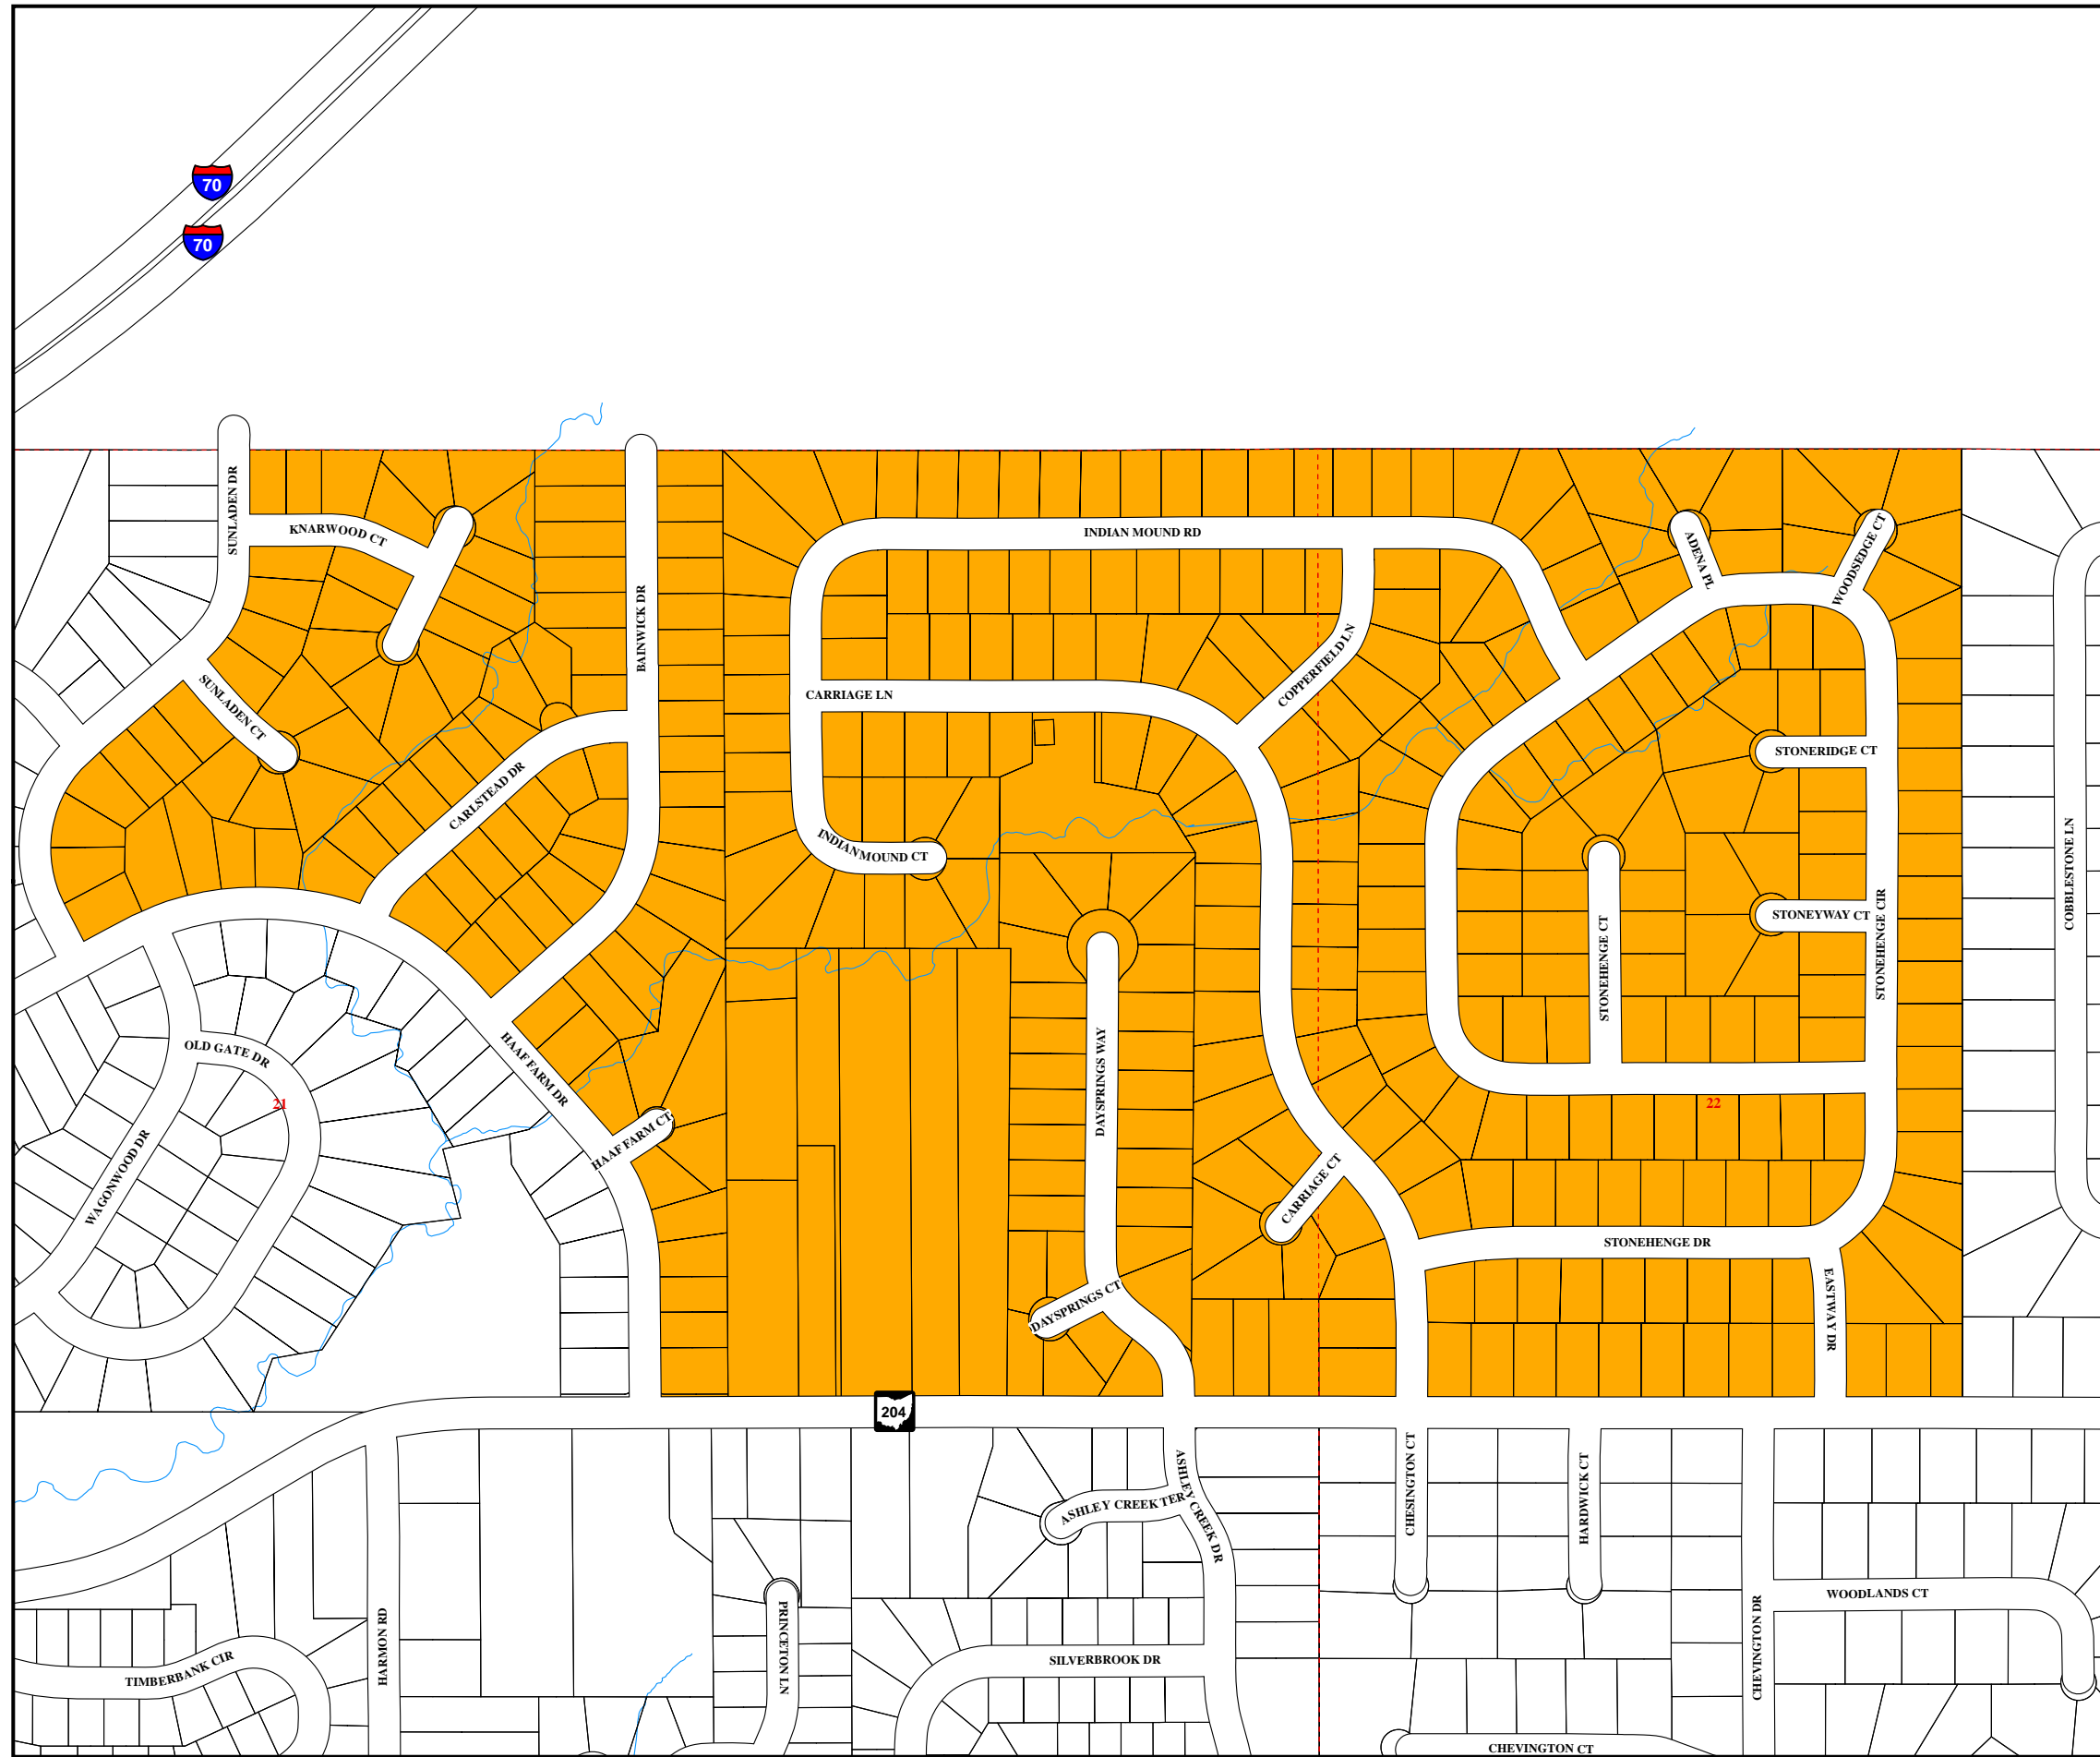 70
70
SUNLADEN DR
KNARWOOD CT
INDIAN MOUND RD
ADENA PL
WOODSEDGE CT
BAINWICK DR
COPPERFIELD LN
SUNLADEN CT
CARRIAGE LN
STONERIDGE CT
CARLSTEAD DR
INDIAN MOUND CT
COBBLESTONE LN
STONEYWAY CT
STONEHENGE CIR
STONEHENGE CT
OLD GATE DR
HAAF FARM DR
DAYSPRINGS WAY
21
22
HAAF FARM CT
WAGONWOOD DR
CARRIAGE CT
STONEHENGE DR
DAYSPRINGS CT
EASTWAY DR
204
ASHLEY CREEK TER
ASHLEY CREEK DR
CHESINGTON CT
HARDWICK CT
WOODLANDS CT
PRINCETON LN
HARMON RD
TIMBERBANK CIR
SILVERBROOK DR
CHEVINGTON DR
CHEVINGTON CT